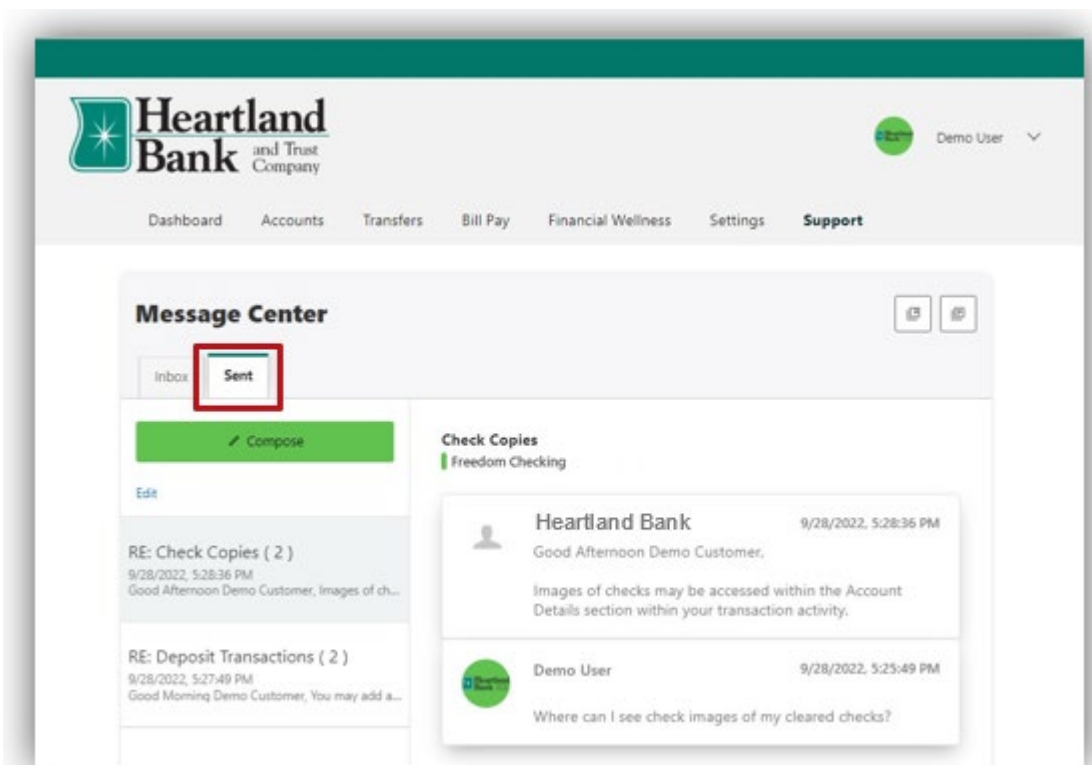 Heartland
Bank and Trust
Company
Demo User
Dashboard Accounts Transfers Bill Pay Financial Wellness Settings Support
Message Center
Inbox Sent
Compose
Edit
RE: Check Copies ( 2 )
9/28/2022, 5:28:36 PM
Good Afternoon Demo Customer, Images of ch...
RE: Deposit Transactions ( 2 )
9/28/2022, 5:27:49 PM
Good Morning Demo Customer, You may add a...
Check Copies
Freedom Checking
Heartland Bank 9/28/2022, 5:28:36 PM
Good Afternoon Demo Customer,
Images of checks may be accessed within the Account
Details section within your transaction activity.
Demo User 9/28/2022, 5:25:49 PM
Where can I see check images of my cleared checks?